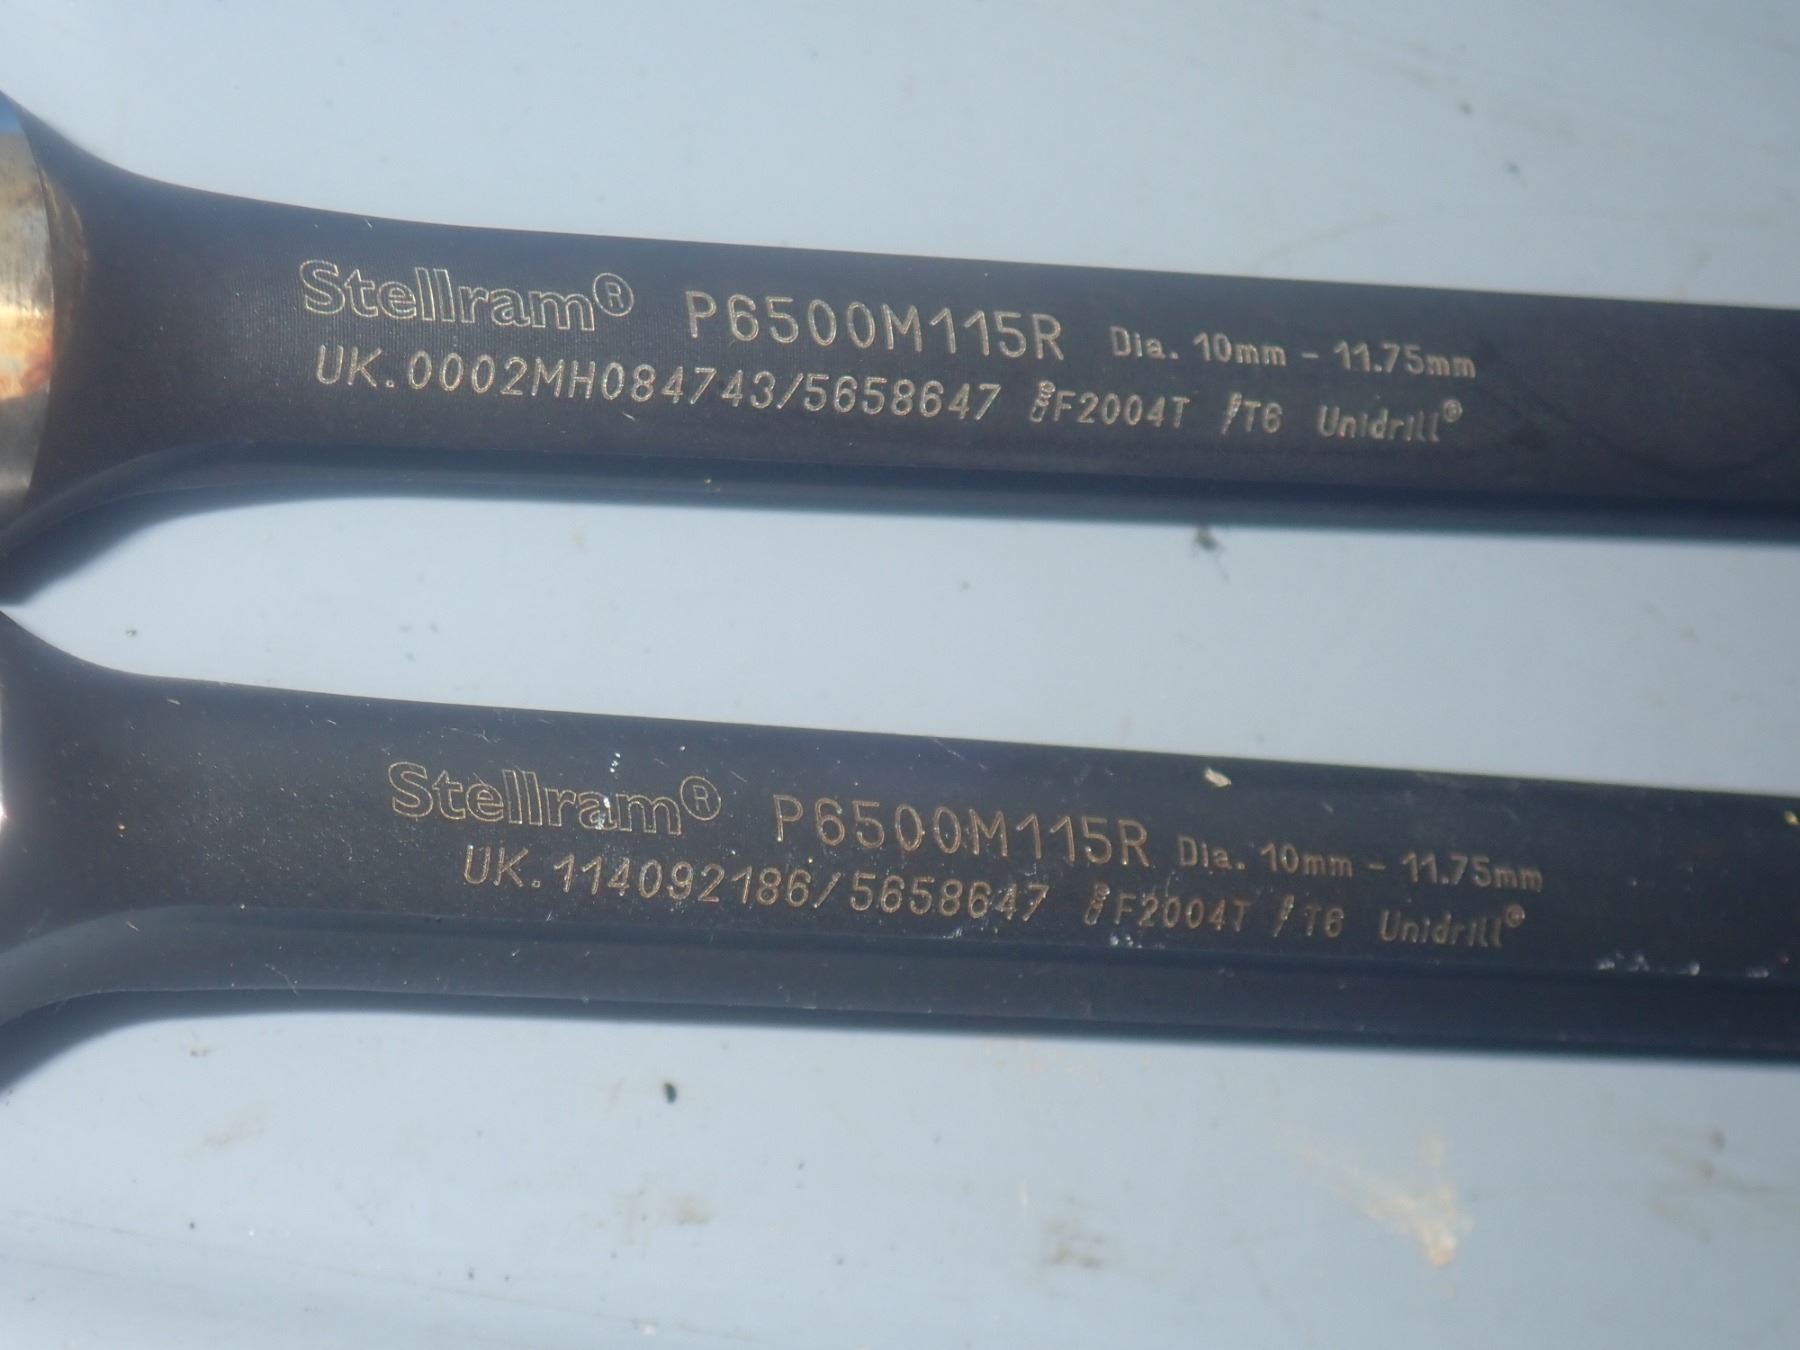 Stellram® P6500M115R Dia. 10mm - 11.75mm
UK.0002MH084743/5658647 F2004T T6 Unidrill®
Stellram® P6500M115R Dia. 10mm - 11.75mm
UK.114092186/5658647 F2004T T6 Unidrill®